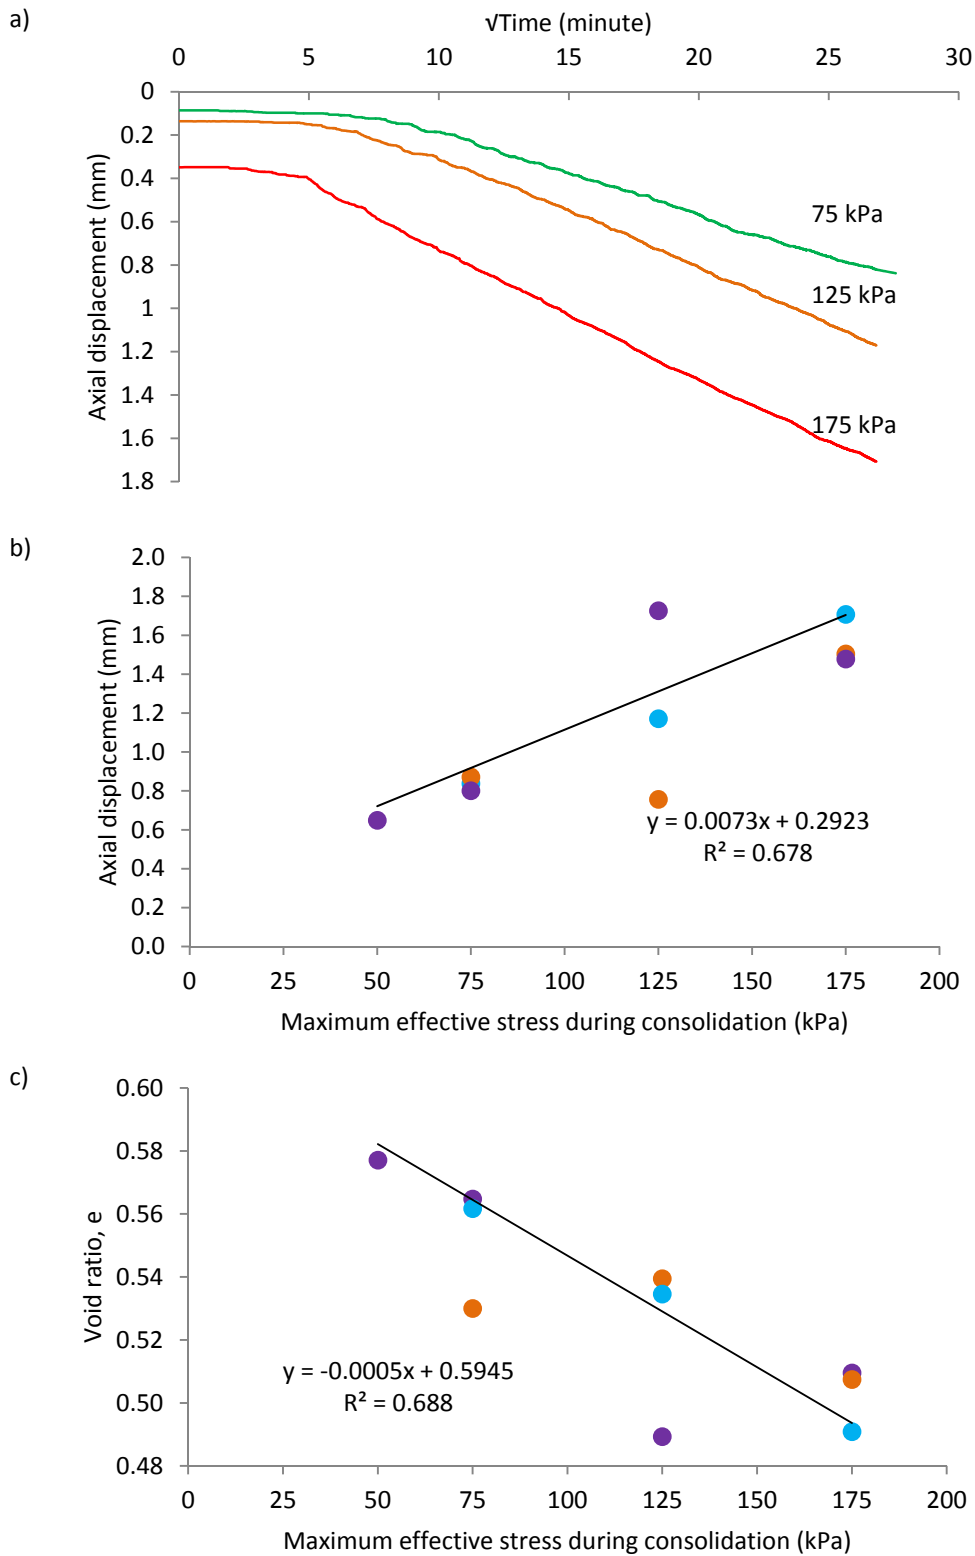 a)
√Time (minute)
0 5 10 15 20 25 30
0
0.2
0.4
0.6
0.8
1
1.2
1.4
1.6
1.8
Axial displacement (mm)
75 kPa
125 kPa
175 kPa
b)
2.0
1.8
1.6
1.4
1.2
1.0
0.8
0.6
0.4
0.2
0.0
Axial displacement (mm)
y = 0.0073x + 0.2923
R² = 0.678
0 25 50 75 100 125 150 175 200
Maximum effective stress during consolidation (kPa)
c)
0.60
0.58
0.56
0.54
0.52
0.50
0.48
Void ratio, e
y = -0.0005x + 0.5945
R² = 0.688
0 25 50 75 100 125 150 175 200
Maximum effective stress during consolidation (kPa)